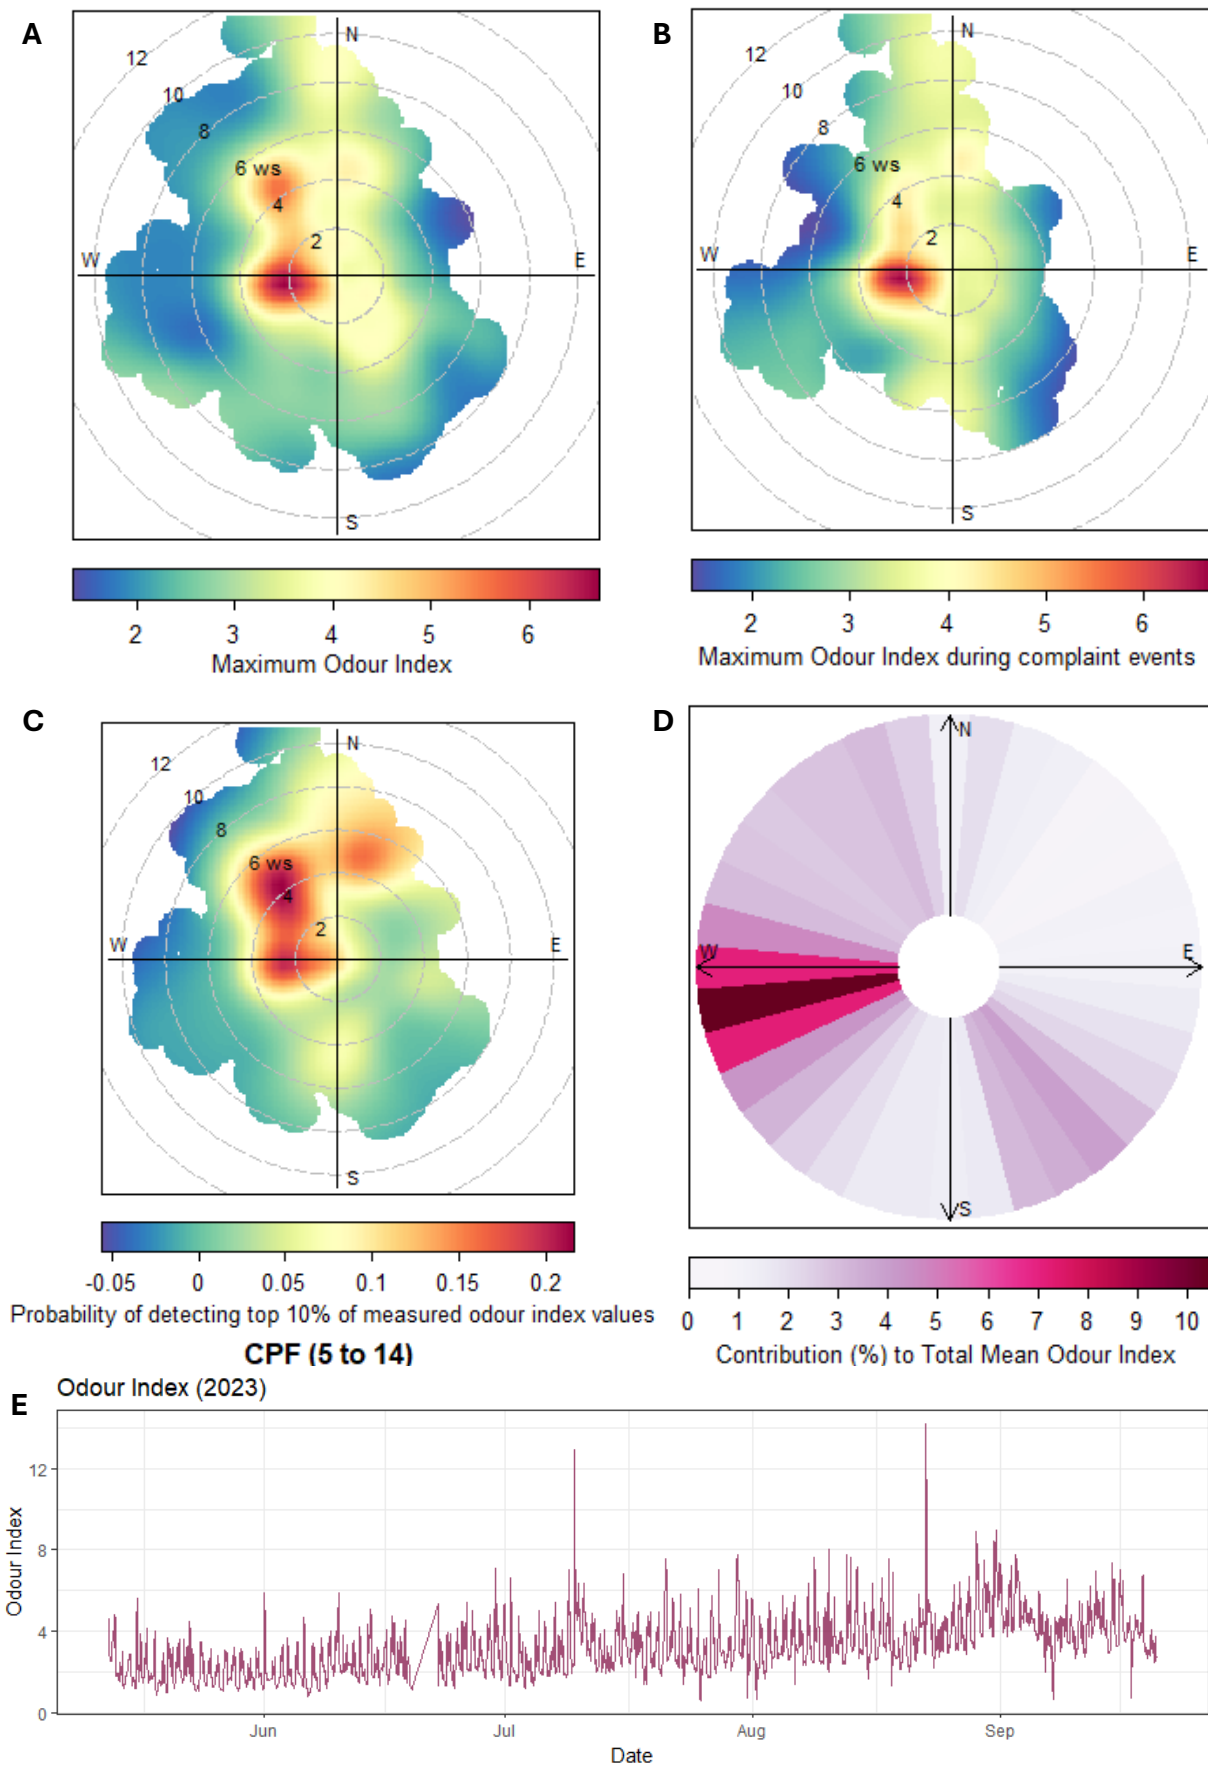 A
N
12
10
8
6 ws
4
2
W
E
S
2 3 4 5 6
Maximum Odour Index
B
N
12
10
8
6 ws
4
2
W
E
S
2 3 4 5 6
Maximum Odour Index during complaint events
C
N
12
10
8
6 ws
4
2
W
E
S
-0.05 0 0.05 0.1 0.15 0.2
Probability of detecting top 10% of measured odour index values
CPF (5 to 14)
D
N
W
E
S
0 1 2 3 4 5 6 7 8 9 10
Contribution (%) to Total Mean Odour Index
E
Odour Index (2023)
Odour Index
12
8
4
0
Jun Jul Aug Sep
Date